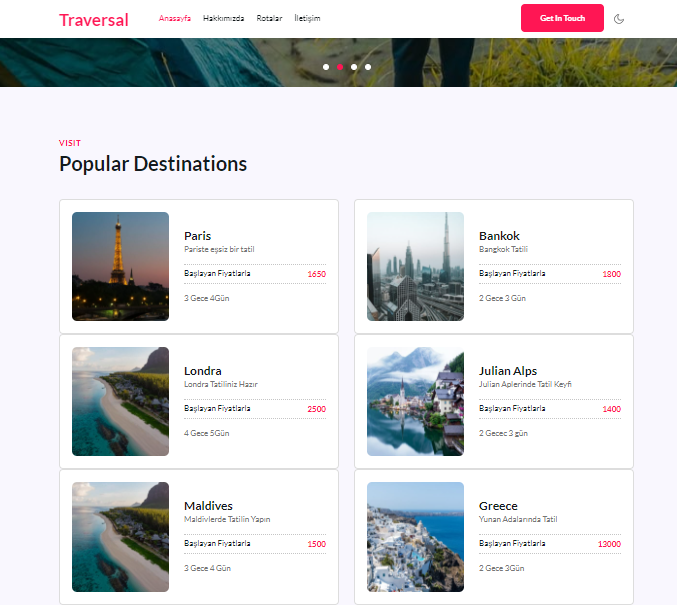 Traversal
Anasayfa Hakkımızda Rotalar İletişim
Get In Touch
VISIT
Popular Destinations
Paris
Pariste eşsiz bir tatil
Başlayan Fiyatlarla 1650
3 Gece 4Gün
Bankok
Bangkok Tatili
Başlayan Fiyatlarla 1800
2 Gece 3 Gün
Londra
Londra Tatiliniz Hazır
Başlayan Fiyatlarla 2500
4 Gece 5Gün
Julian Alps
Julian Aplerinde Tatil Keyfi
Başlayan Fiyatlarla 1400
2 Gecec 3 gün
Maldives
Maldivlerde Tatilin Yapın
Başlayan Fiyatlarla 1500
3 Gece 4 Gün
Greece
Yunan Adalarında Tatil
Başlayan Fiyatlarla 13000
2 Gece 3Gün